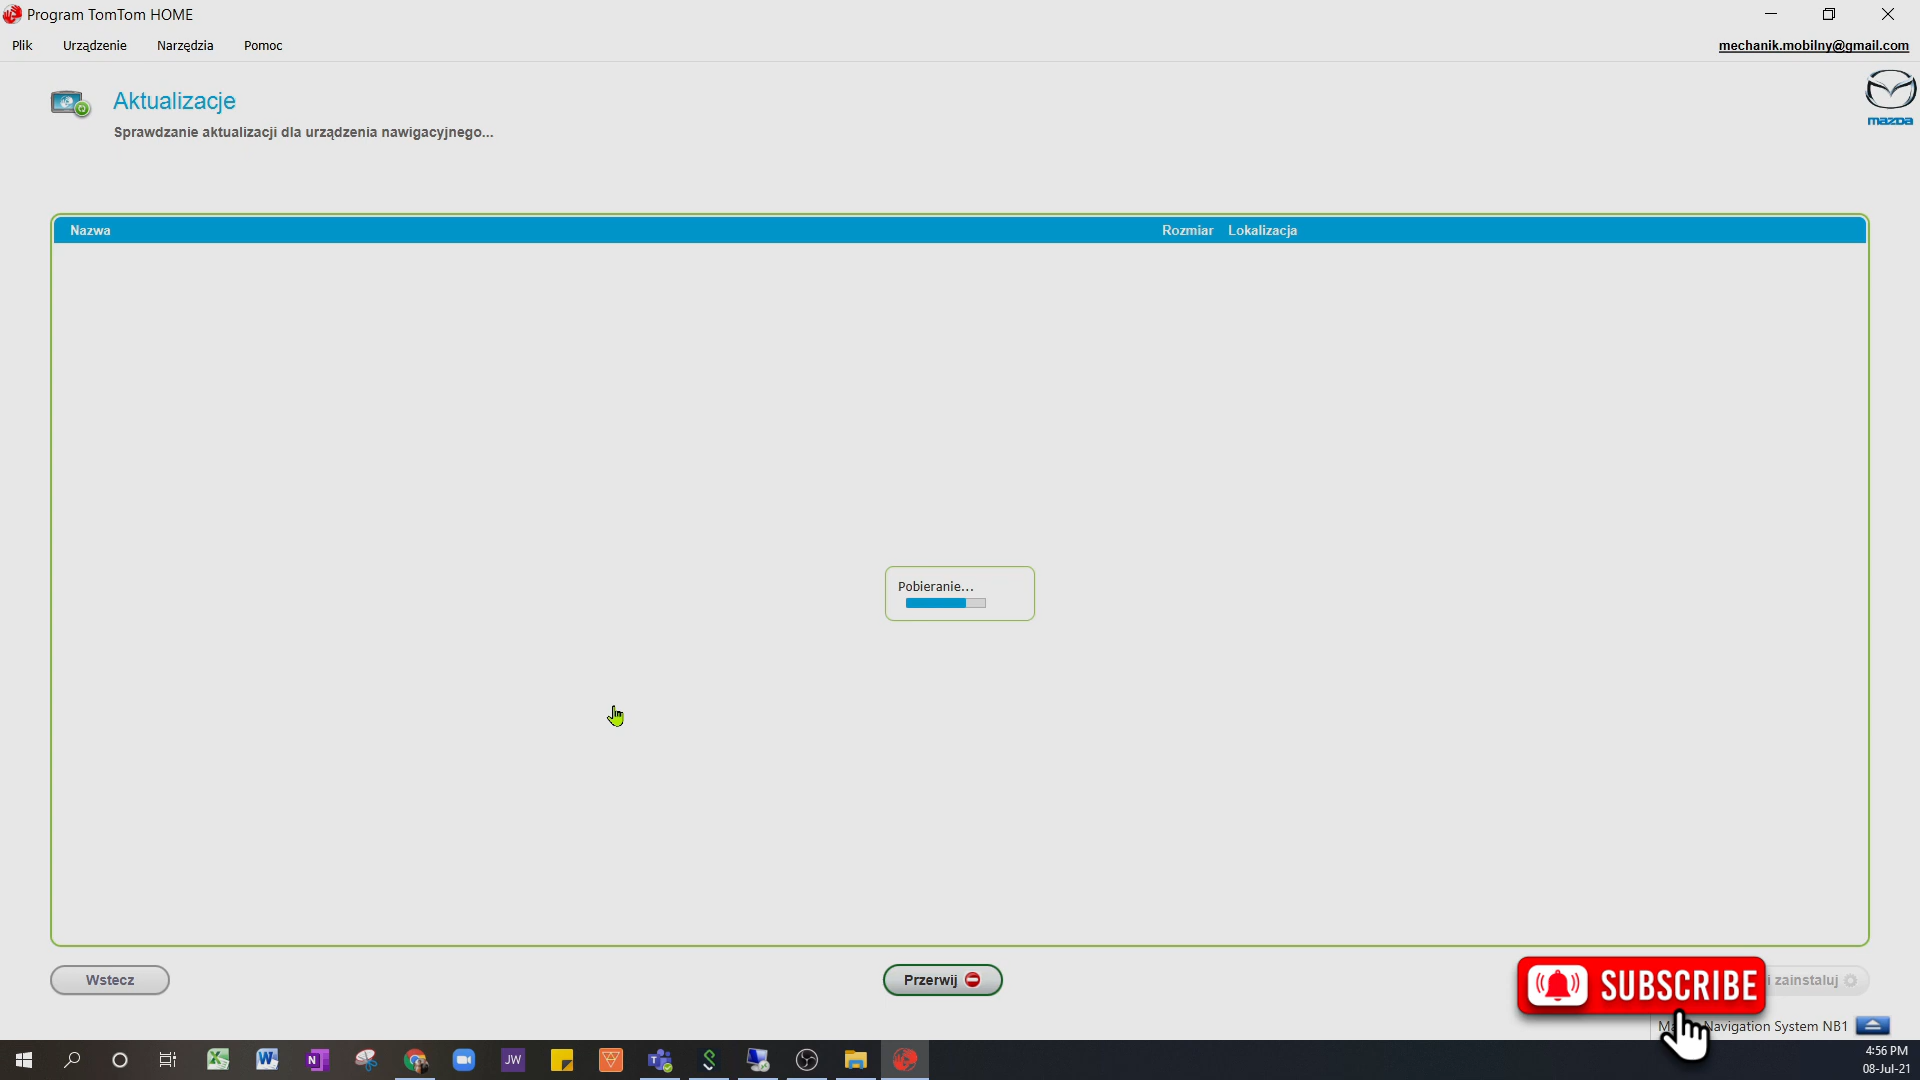 Program TomTom HOME
Plik Urządzenie Narzędzia Pomoc
mechanik.mobilny@gmail.com
Aktualizacje
Sprawdzanie aktualizacji dla urządzenia nawigacyjnego...
mazda
Nazwa Rozmiar Lokalizacja
Pobieranie...
Wstecz
Przerwij
SUBSCRIBE
i zainstaluj
Navigation System NB1
JW
4:56 PM
08-Jul-21